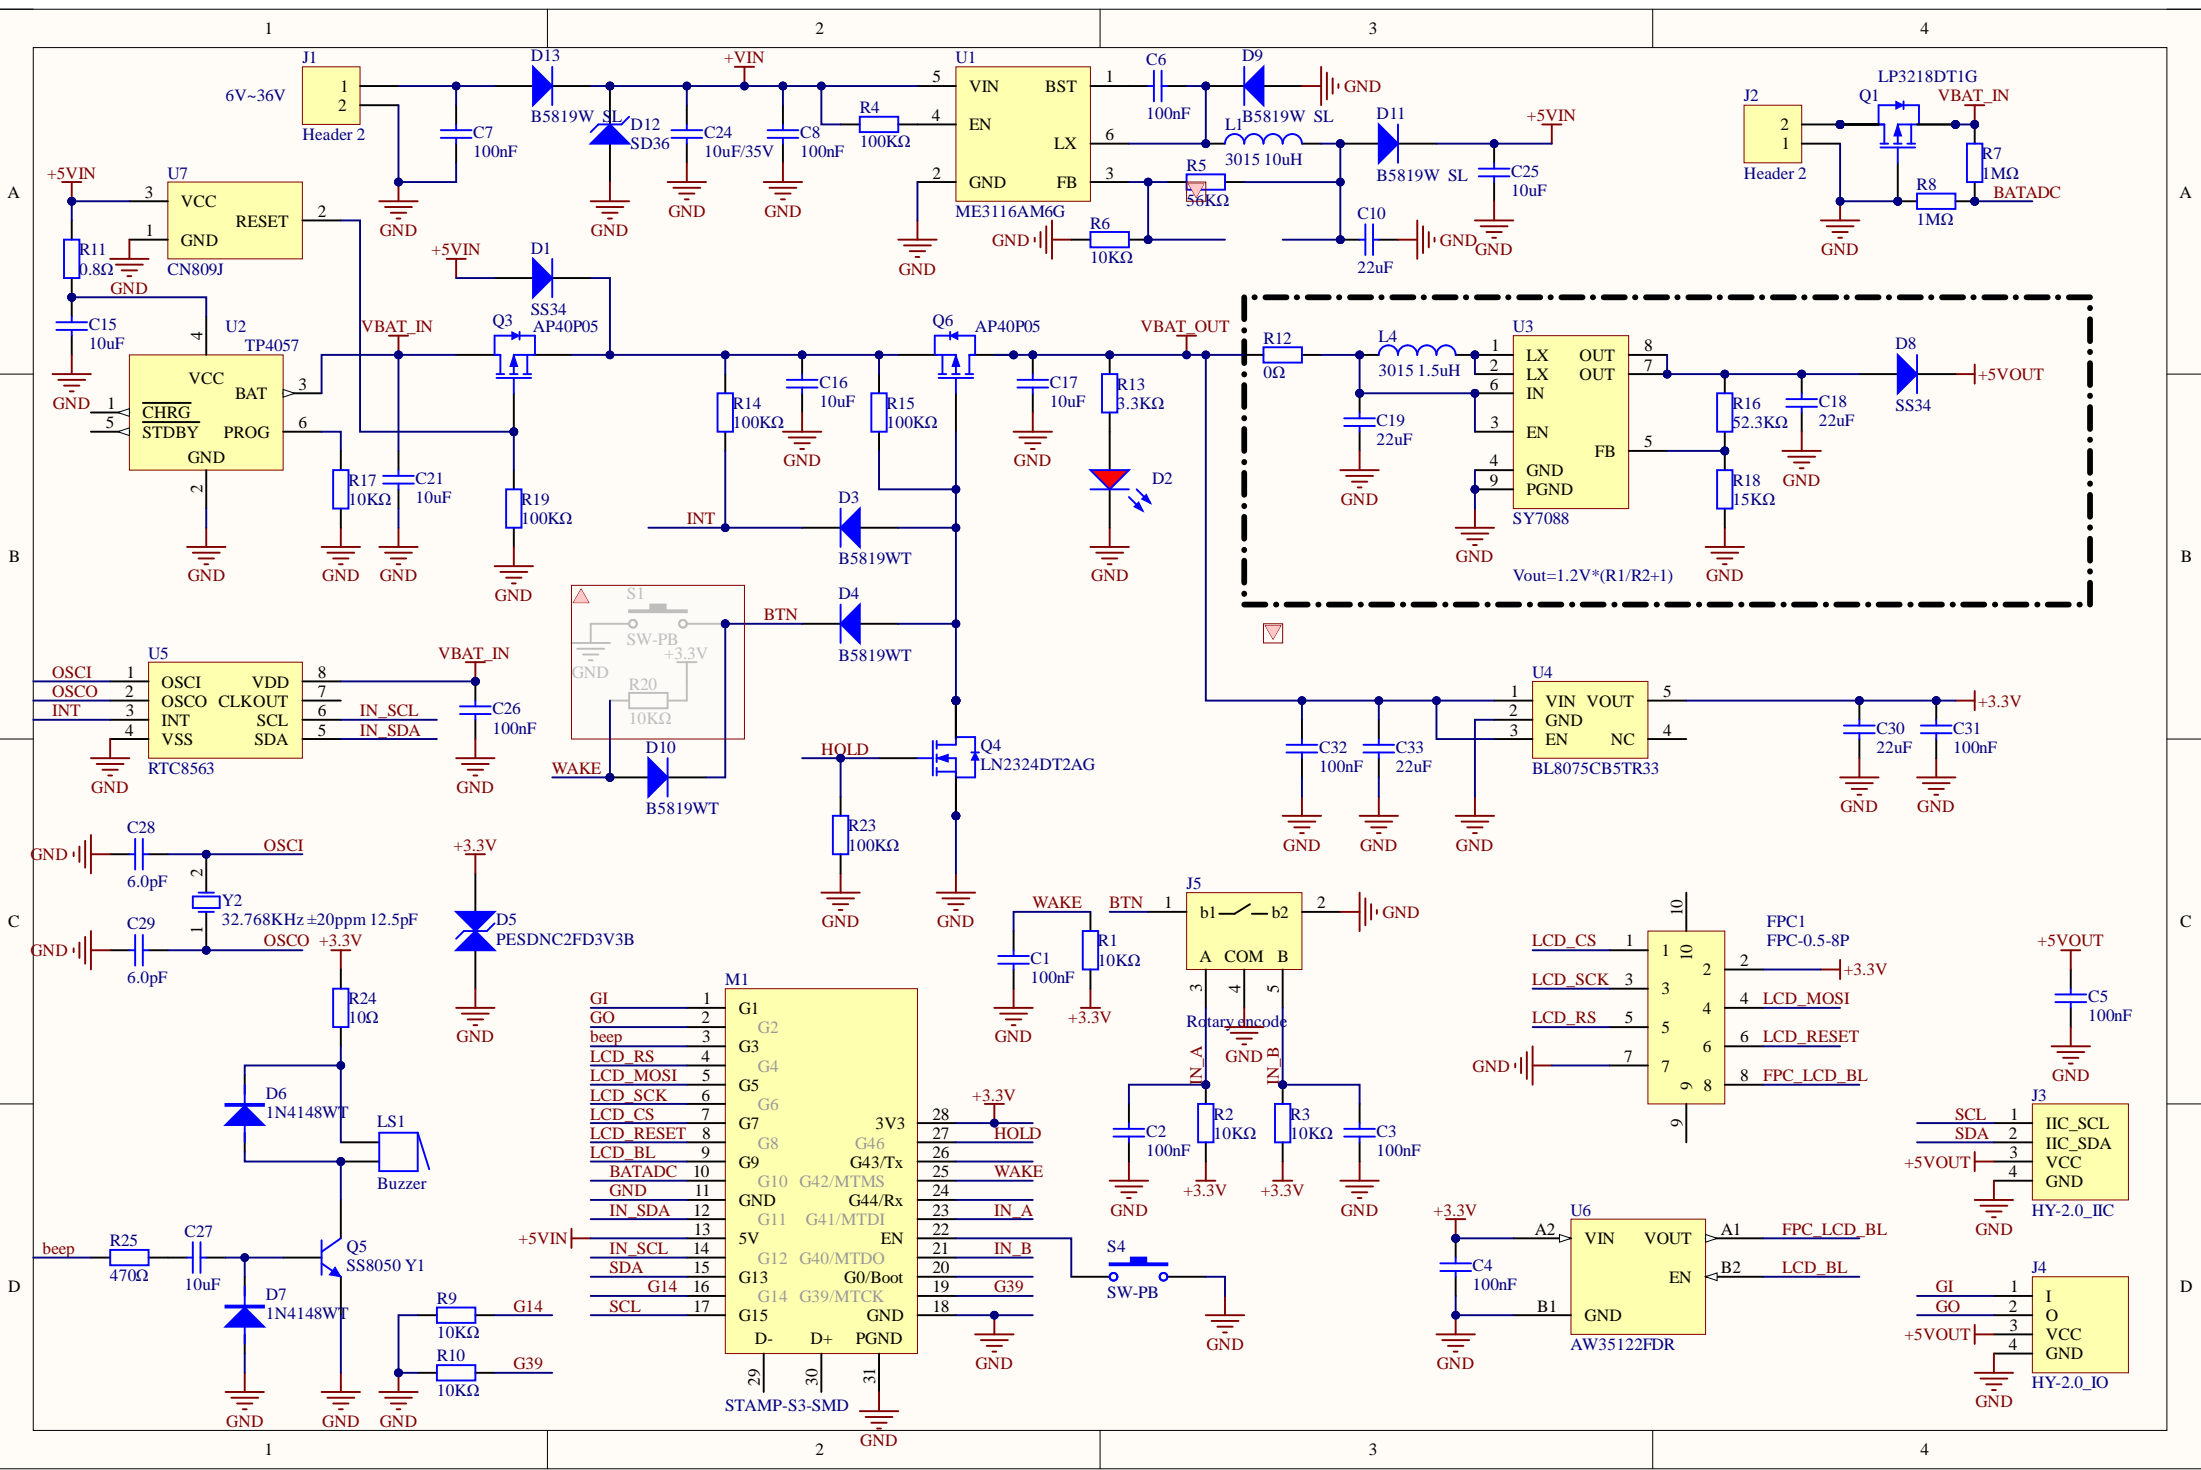 1
2
3
4
A
A
B
B
C
C
D
D
1
2
3
4
J1
6V~36V
1
2
Header 2
C7
100nF
GND
D13
B5819W SL
D12
SD36
GND
C24
10uF/35V
GND
+VIN
C8
100nF
GND
R4
100KΩ
U1
5 VIN BST 1
4 EN
LX 6
2 GND FB 3
ME3116AM6G
GND
C6
100nF
D9
B5819W SL
GND
L1
3015 10uH
D11
B5819W SL
+5VIN
C25
10uF
GND
R5
56KΩ
R6
10KΩ
GND
C10
22uF
GND
LP3218DT1G
J2
2
1
Header 2
Q1
VBAT_IN
R7
1MΩ
R8
1MΩ
BATADC
GND
+5VIN
U7
3 VCC
RESET 2
1 GND
CN809J
GND
R11
0.8Ω
C15
10uF
GND
U2
TP4057
4
VCC
BAT 3
1 CHRG
5 STDBY PROG 6
GND
2
GND
R17
10KΩ
GND
VBAT_IN
C21
10uF
GND
+5VIN
D1
SS34
Q3
AP40P05
R19
100KΩ
GND
R14
100KΩ
C16
10uF
GND
R15
100KΩ
Q6
AP40P05
C17
10uF
GND
R13
3.3KΩ
D2
GND
VBAT_OUT
INT
D3
B5819WT
S1
SW-PB
GND
+3.3V
R20
10KΩ
BTN
D4
B5819WT
WAKE
D10
B5819WT
HOLD
Q4
LN2324DT2AG
R23
100KΩ
GND
GND
R12
0Ω
L4
3015 1.5uH
C19
22uF
GND
U3
1 LX OUT 8
2 LX OUT 7
6 IN
3 EN
FB 5
4 GND
9 PGND
SY7088
GND
R16
52.3KΩ
R18
15KΩ
GND
C18
22uF
GND
D8
SS34
+5VOUT
Vout=1.2V*(R1/R2+1)
U4
1 VIN VOUT 5
2 GND
3 EN NC 4
BL8075CB5TR33
C32
100nF
GND
C33
22uF
GND
GND
C30
22uF
GND
C31
100nF
GND
+3.3V
U5
OSCI 1 OSCI VDD 8
OSCO 2 OSCO CLKOUT 7
INT 3 INT SCL 6 IN_SCL
4 VSS SDA 5 IN_SDA
RTC8563
GND
VBAT_IN
C26
100nF
GND
GND
C28
6.0pF
OSCI
2
Y2
32.768KHz ±20ppm 12.5pF
1
GND
C29
6.0pF
OSCO
+3.3V
D5
PESDNC2FD3V3B
GND
+3.3V
R24
10Ω
D6
1N4148WT
LS1
Buzzer
beep
R25
470Ω
C27
10uF
Q5
SS8050 Y1
D7
1N4148WT
GND
GND
R9
10KΩ
G14
R10
10KΩ
G39
GND
M1
GI 1 G1
GO 2 G2
beep 3 G3
LCD_RS 4 G4
LCD_MOSI 5 G5
LCD_SCK 6 G6
LCD_CS 7 G7 3V3 28 +3.3V
LCD_RESET 8 G8 G46 27 HOLD
LCD_BL 9 G9 G43/Tx 26
BATADC 10 G10 G42/MTMS 25 WAKE
GND 11 GND G44/Rx 24
IN_SDA 12 G11 G41/MTDI 23 IN_A
+5VIN 13 5V EN 22
IN_SCL 14 G12 G40/MTDO 21 IN_B
SDA 15 G13 G0/Boot 20
G14 16 G14 G39/MTCK 19 G39
SCL 17 G15 GND 18
D- D+ PGND
29 30 31
STAMP-S3-SMD
GND
GND
S4
SW-PB
GND
WAKE
C1
100nF
GND
R1
10KΩ
+3.3V
J5
BTN 1 b1 b2 2 GND
A COM B
3 4 5
Rotary encode
GND
IN_A
IN_B
C2
100nF
GND
R2
10KΩ
+3.3V
R3
10KΩ
+3.3V
C3
100nF
GND
FPC1
FPC-0.5-8P
10
10
LCD_CS 1 1
2 2 +3.3V
LCD_SCK 3 3
4 4 LCD_MOSI
LCD_RS 5 5
6 6 LCD_RESET
GND 7 7
8 8 FPC_LCD_BL
9
9
+5VOUT
C5
100nF
GND
J3
SCL 1 IIC_SCL
SDA 2 IIC_SDA
+5VOUT 3 VCC
4 GND
HY-2.0_IIC
GND
+3.3V
C4
100nF
GND
U6
A2 VIN VOUT A1 FPC_LCD_BL
EN B2 LCD_BL
B1 GND
AW35122FDR
J4
GI 1 I
GO 2 O
+5VOUT 3 VCC
4 GND
HY-2.0_IO
GND